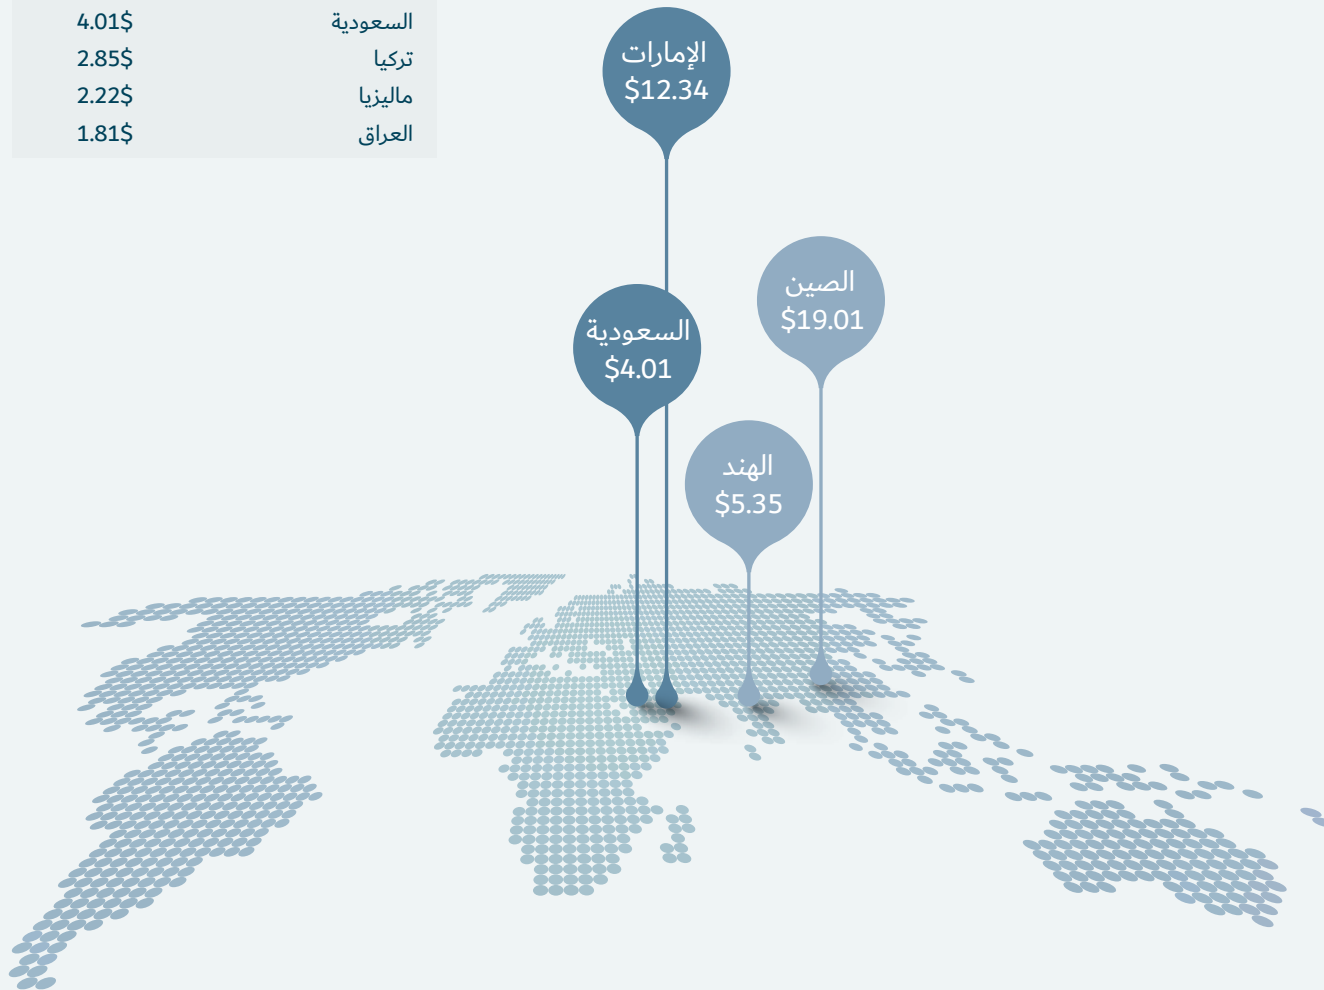 السعودية 4.01$
تركيا 2.85$
ماليزيا 2.22$
العراق 1.81$
الإمارات
$12.34
الصين
$19.01
السعودية
$4.01
الهند
$5.35